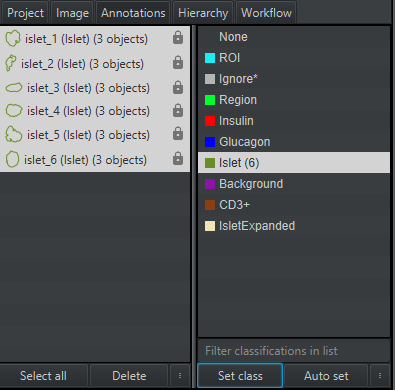 Project Image Annotations Hierarchy Workflow
islet_1 (Islet) (3 objects)
islet_2 (Islet) (3 objects)
islet_3 (Islet) (3 objects)
islet_4 (Islet) (3 objects)
islet_5 (Islet) (3 objects)
islet_6 (Islet) (3 objects)
None
ROI
Ignore*
Region
Insulin
Glucagon
Islet (6)
Background
CD3+
IsletExpanded
Filter classifications in list
Select all Delete ⋮ Set class Auto set ⋮